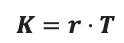 K = r · T